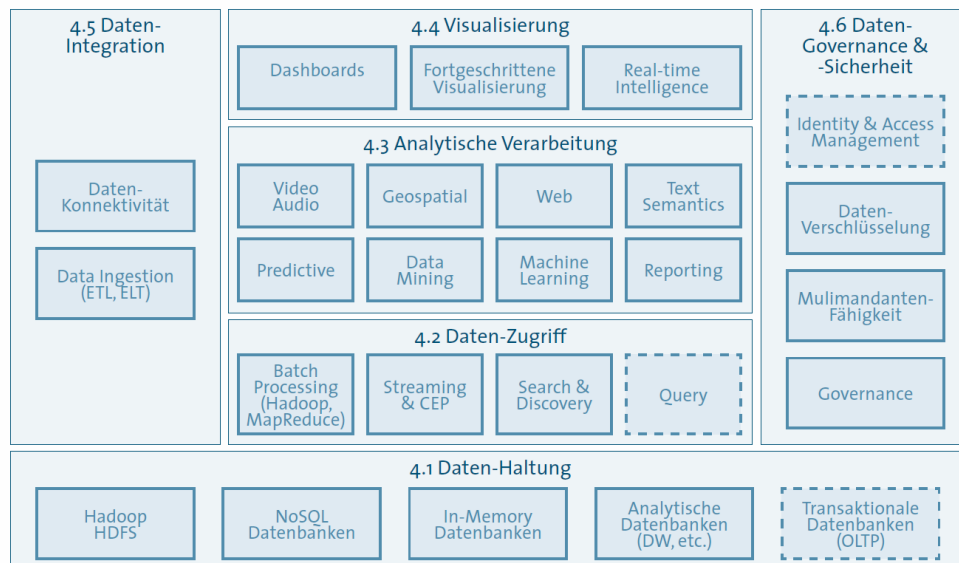 4.5 Daten-
Integration
Daten-
Konnektivität
Data Ingestion
(ETL, ELT)
4.4 Visualisierung
Dashboards
Fortgeschrittene
Visualisierung
Real-time
Intelligence
4.3 Analytische Verarbeitung
Video
Audio
Geospatial
Web
Text
Semantics
Predictive
Data
Mining
Machine
Learning
Reporting
4.2 Daten-Zugriff
Batch
Processing
(Hadoop,
MapReduce)
Streaming
& CEP
Search &
Discovery
Query
4.6 Daten-
Governance &
-Sicherheit
Identity & Access
Management
Daten-
Verschlüsselung
Mulimandanten-
Fähigkeit
Governance
4.1 Daten-Haltung
Hadoop
HDFS
NoSQL
Datenbanken
In-Memory
Datenbanken
Analytische
Datenbanken
(DW, etc.)
Transaktionale
Datenbanken
(OLTP)